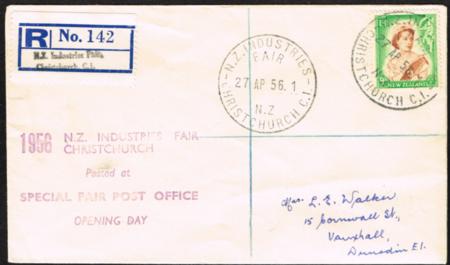 R No. 142
N.Z. Industries Fair,
Christchurch C.1.
N.Z. INDUSTRIES
FAIR
27 AP 56. 1
N.Z
CHRISTCHURCH C.1.
CHRISTCHURCH C.1.
NEW ZEALAND
1956 N.Z. INDUSTRIES FAIR
CHRISTCHURCH
Posted at
SPECIAL FAIR POST OFFICE
OPENING DAY
Mrs. L. E. Walker
15 Cornwall St,
Vauxhall,
Dunedin E1.